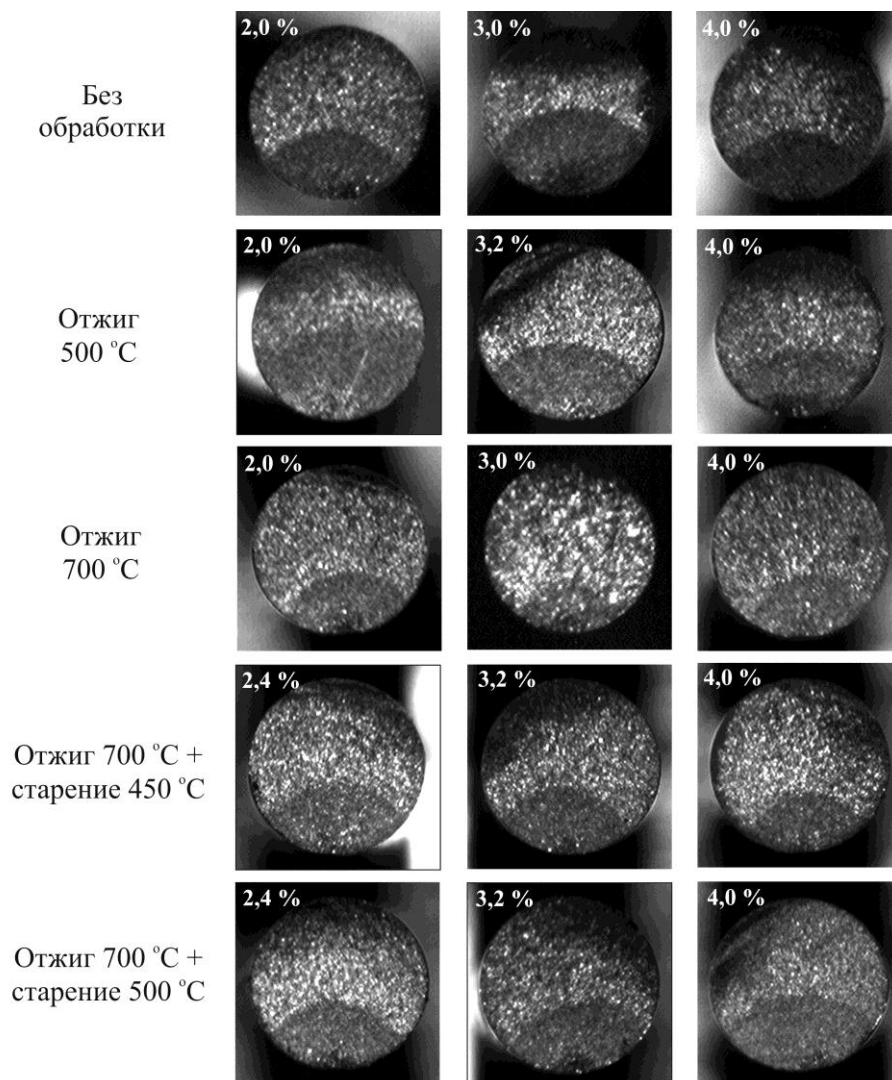 Без
обработки
2,0 %
3,0 %
4,0 %
Отжиг
500 °C
2,0 %
3,2 %
4,0 %
Отжиг
700 °C
2,0 %
3,0 %
4,0 %
Отжиг 700 °C +
старение 450 °C
2,4 %
3,2 %
4,0 %
Отжиг 700 °C +
старение 500 °C
2,4 %
3,2 %
4,0 %